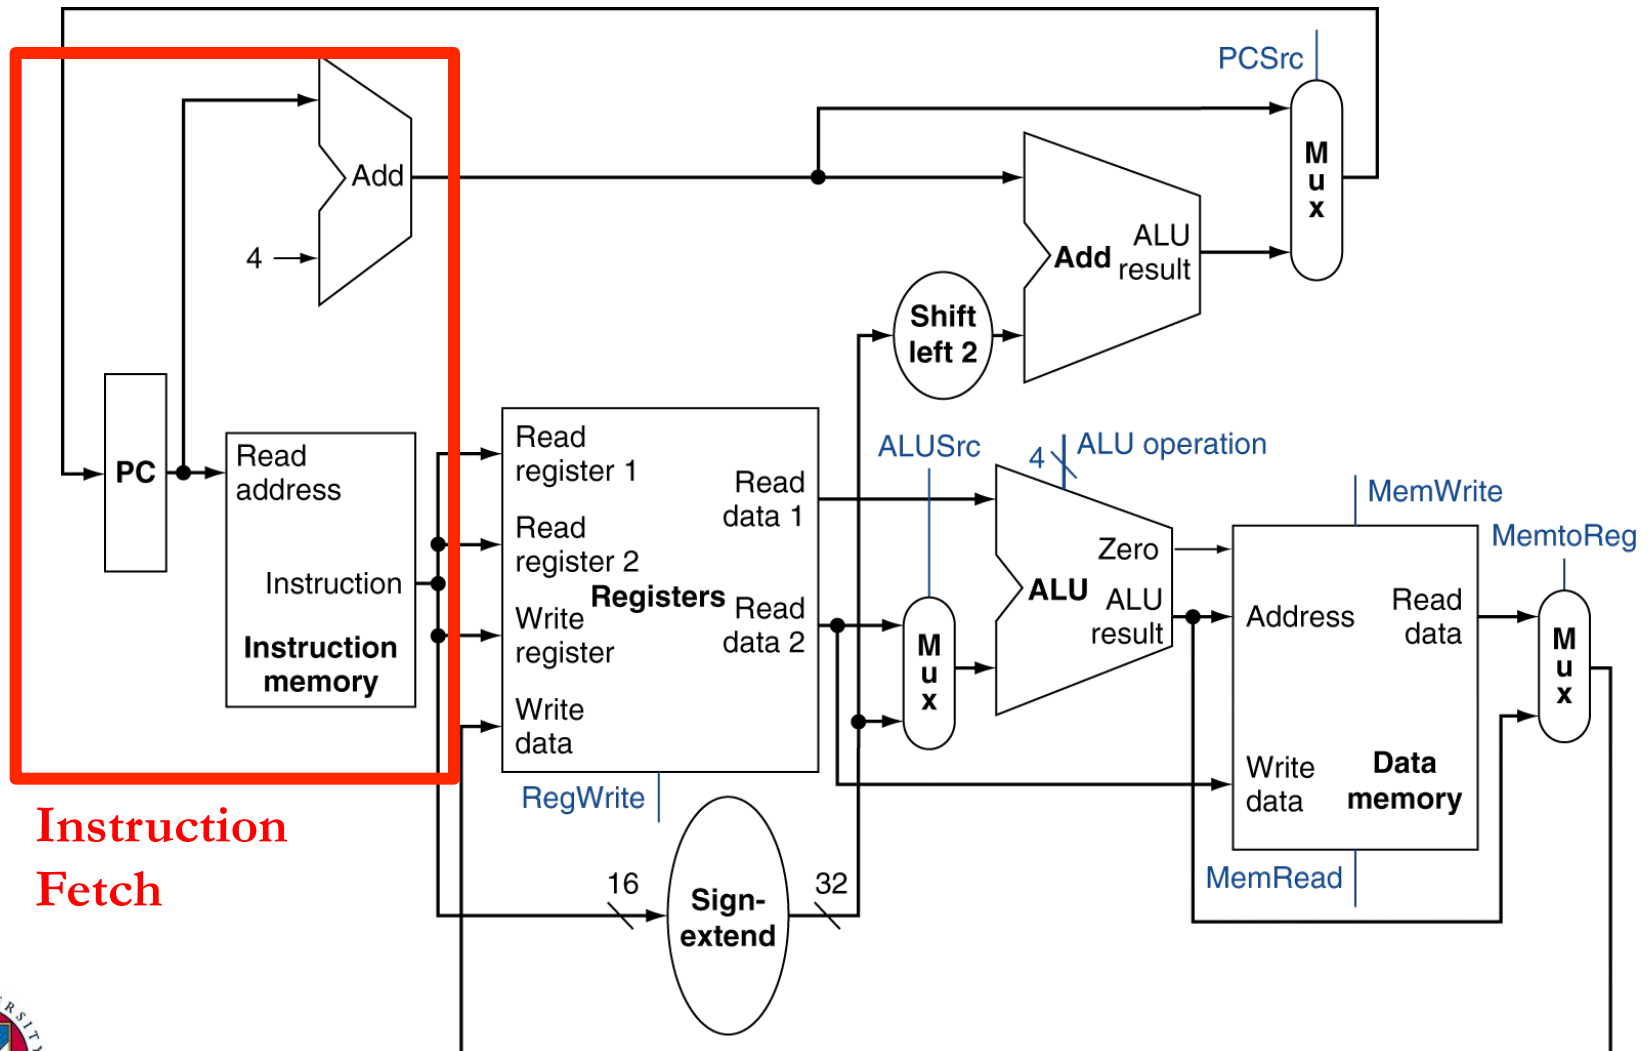 PCSrc
M
u
x
Add
4
Add
ALU
result
Shift
left 2
PC
Read
address
Instruction
Instruction
memory
Read
register 1
Read
register 2
Write
register
Write
data
Registers
Read
data 1
Read
data 2
RegWrite
ALUSrc
M
u
x
4
ALU operation
Zero
ALU
ALU
result
MemWrite
Address
Read
data
Write
data
Data
memory
MemRead
MemtoReg
M
u
x
Instruction
Fetch
16
Sign-
extend
32